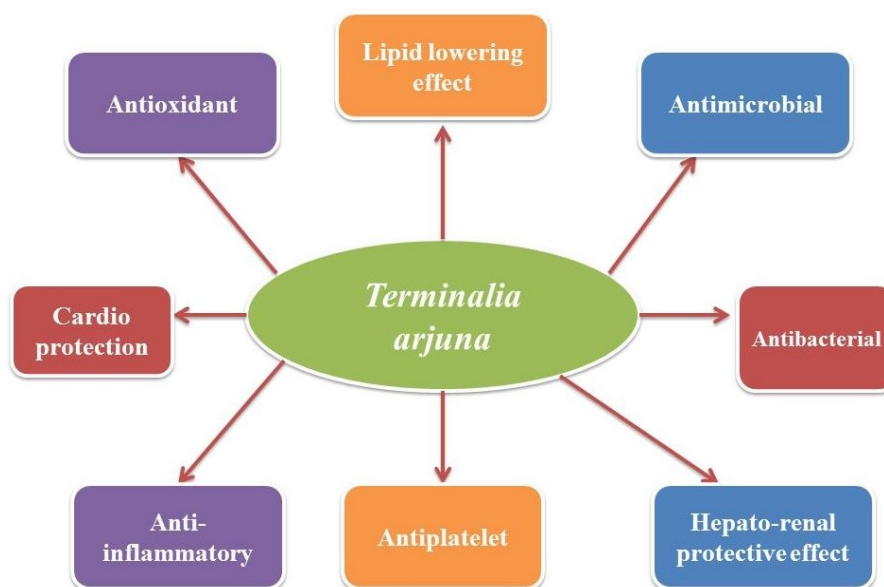 Lipid lowering
effect
Antioxidant
Antimicrobial
Terminalia
arjuna
Cardio
protection
Antibacterial
Anti-
inflammatory
Antiplatelet
Hepato-renal
protective effect